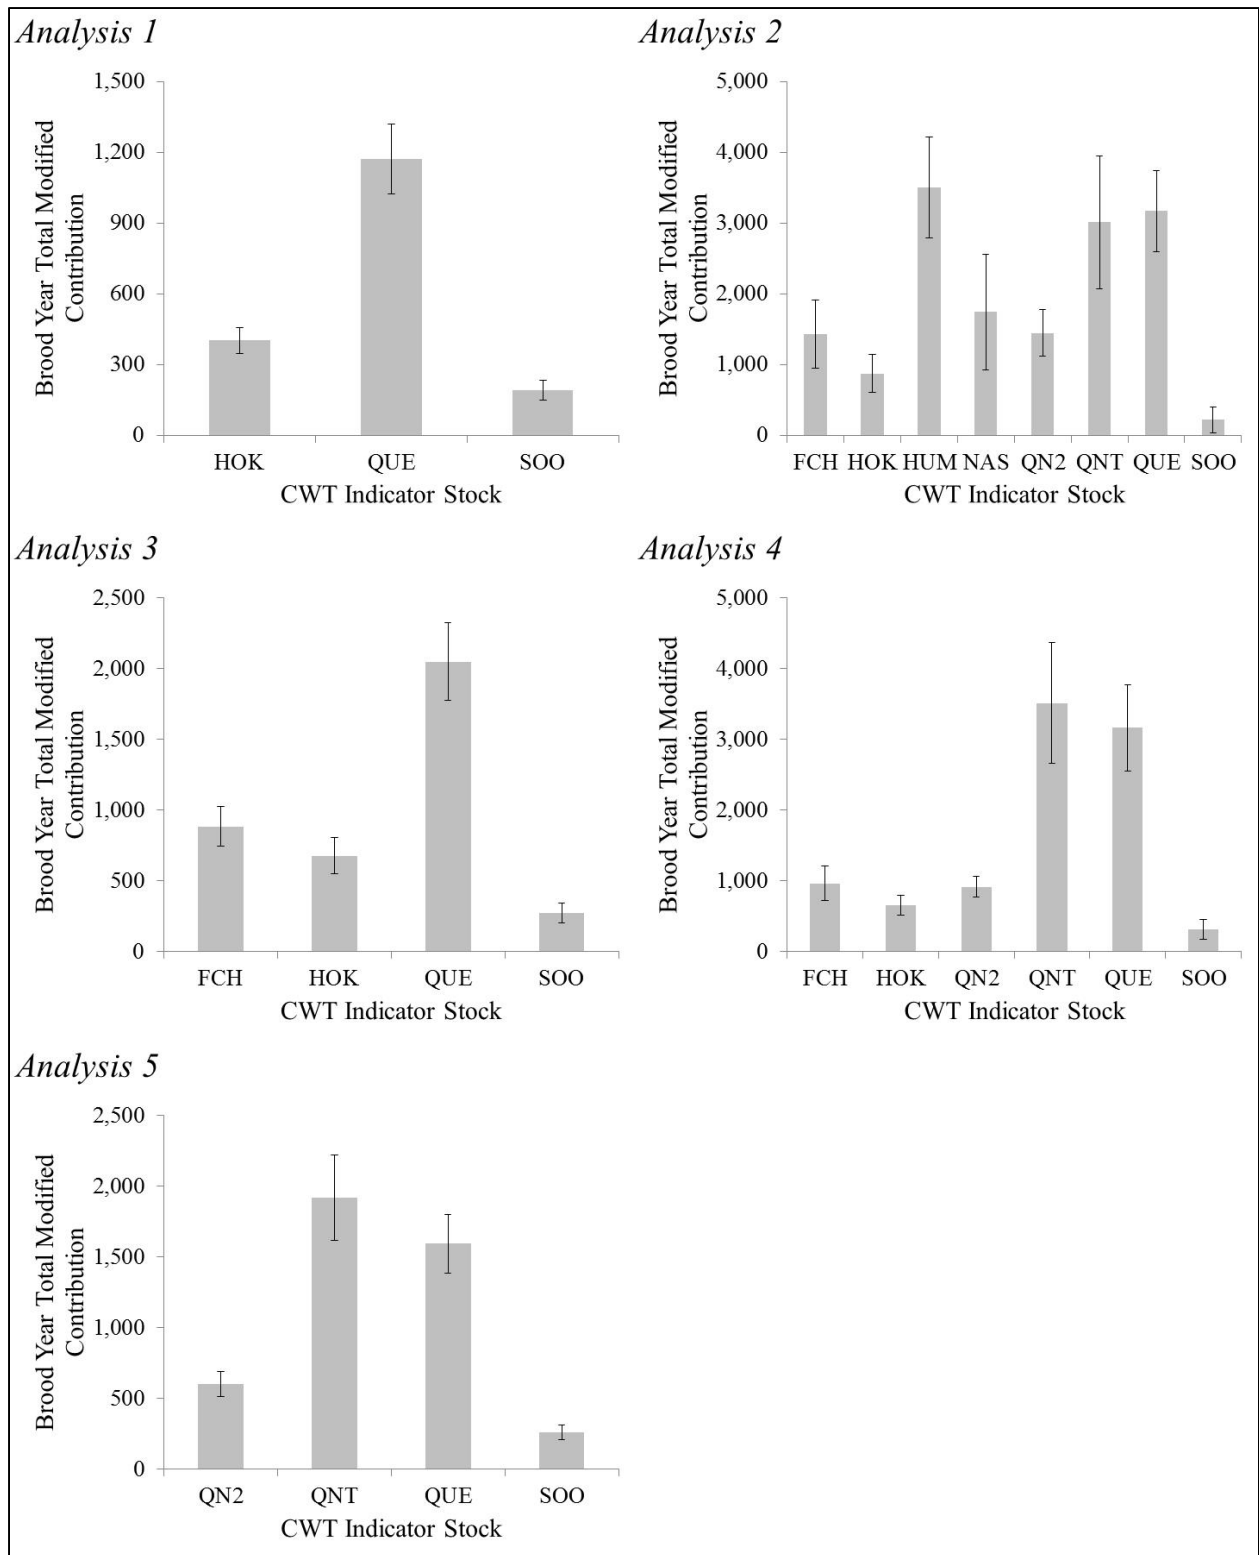 Analysis 1
Brood Year Total Modified
Contribution
1,500
1,200
900
600
300
0
HOK QUE SOO
CWT Indicator Stock
Analysis 2
Brood Year Total Modified
Contribution
5,000
4,000
3,000
2,000
1,000
0
FCH HOK HUM NAS QN2 QNT QUE SOO
CWT Indicator Stock
Analysis 3
Brood Year Total Modified
Contribution
2,500
2,000
1,500
1,000
500
0
FCH HOK QUE SOO
CWT Indicator Stock
Analysis 4
Brood Year Total Modified
Contribution
5,000
4,000
3,000
2,000
1,000
0
FCH HOK QN2 QNT QUE SOO
CWT Indicator Stock
Analysis 5
Brood Year Total Modified
Contribution
2,500
2,000
1,500
1,000
500
0
QN2 QNT QUE SOO
CWT Indicator Stock